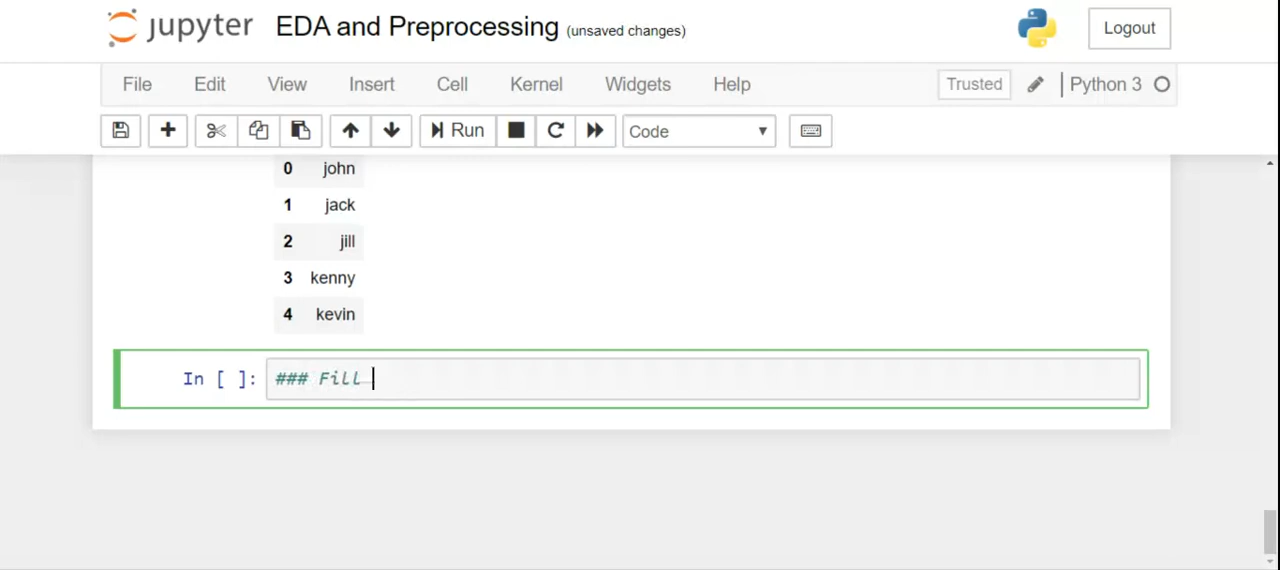 jupyter EDA and Preprocessing (unsaved changes) Logout
File Edit View Insert Cell Kernel Widgets Help Trusted Python 3
Run Code
0 john
1 jack
2 jill
3 kenny
4 kevin
In [ ]: ### Fill